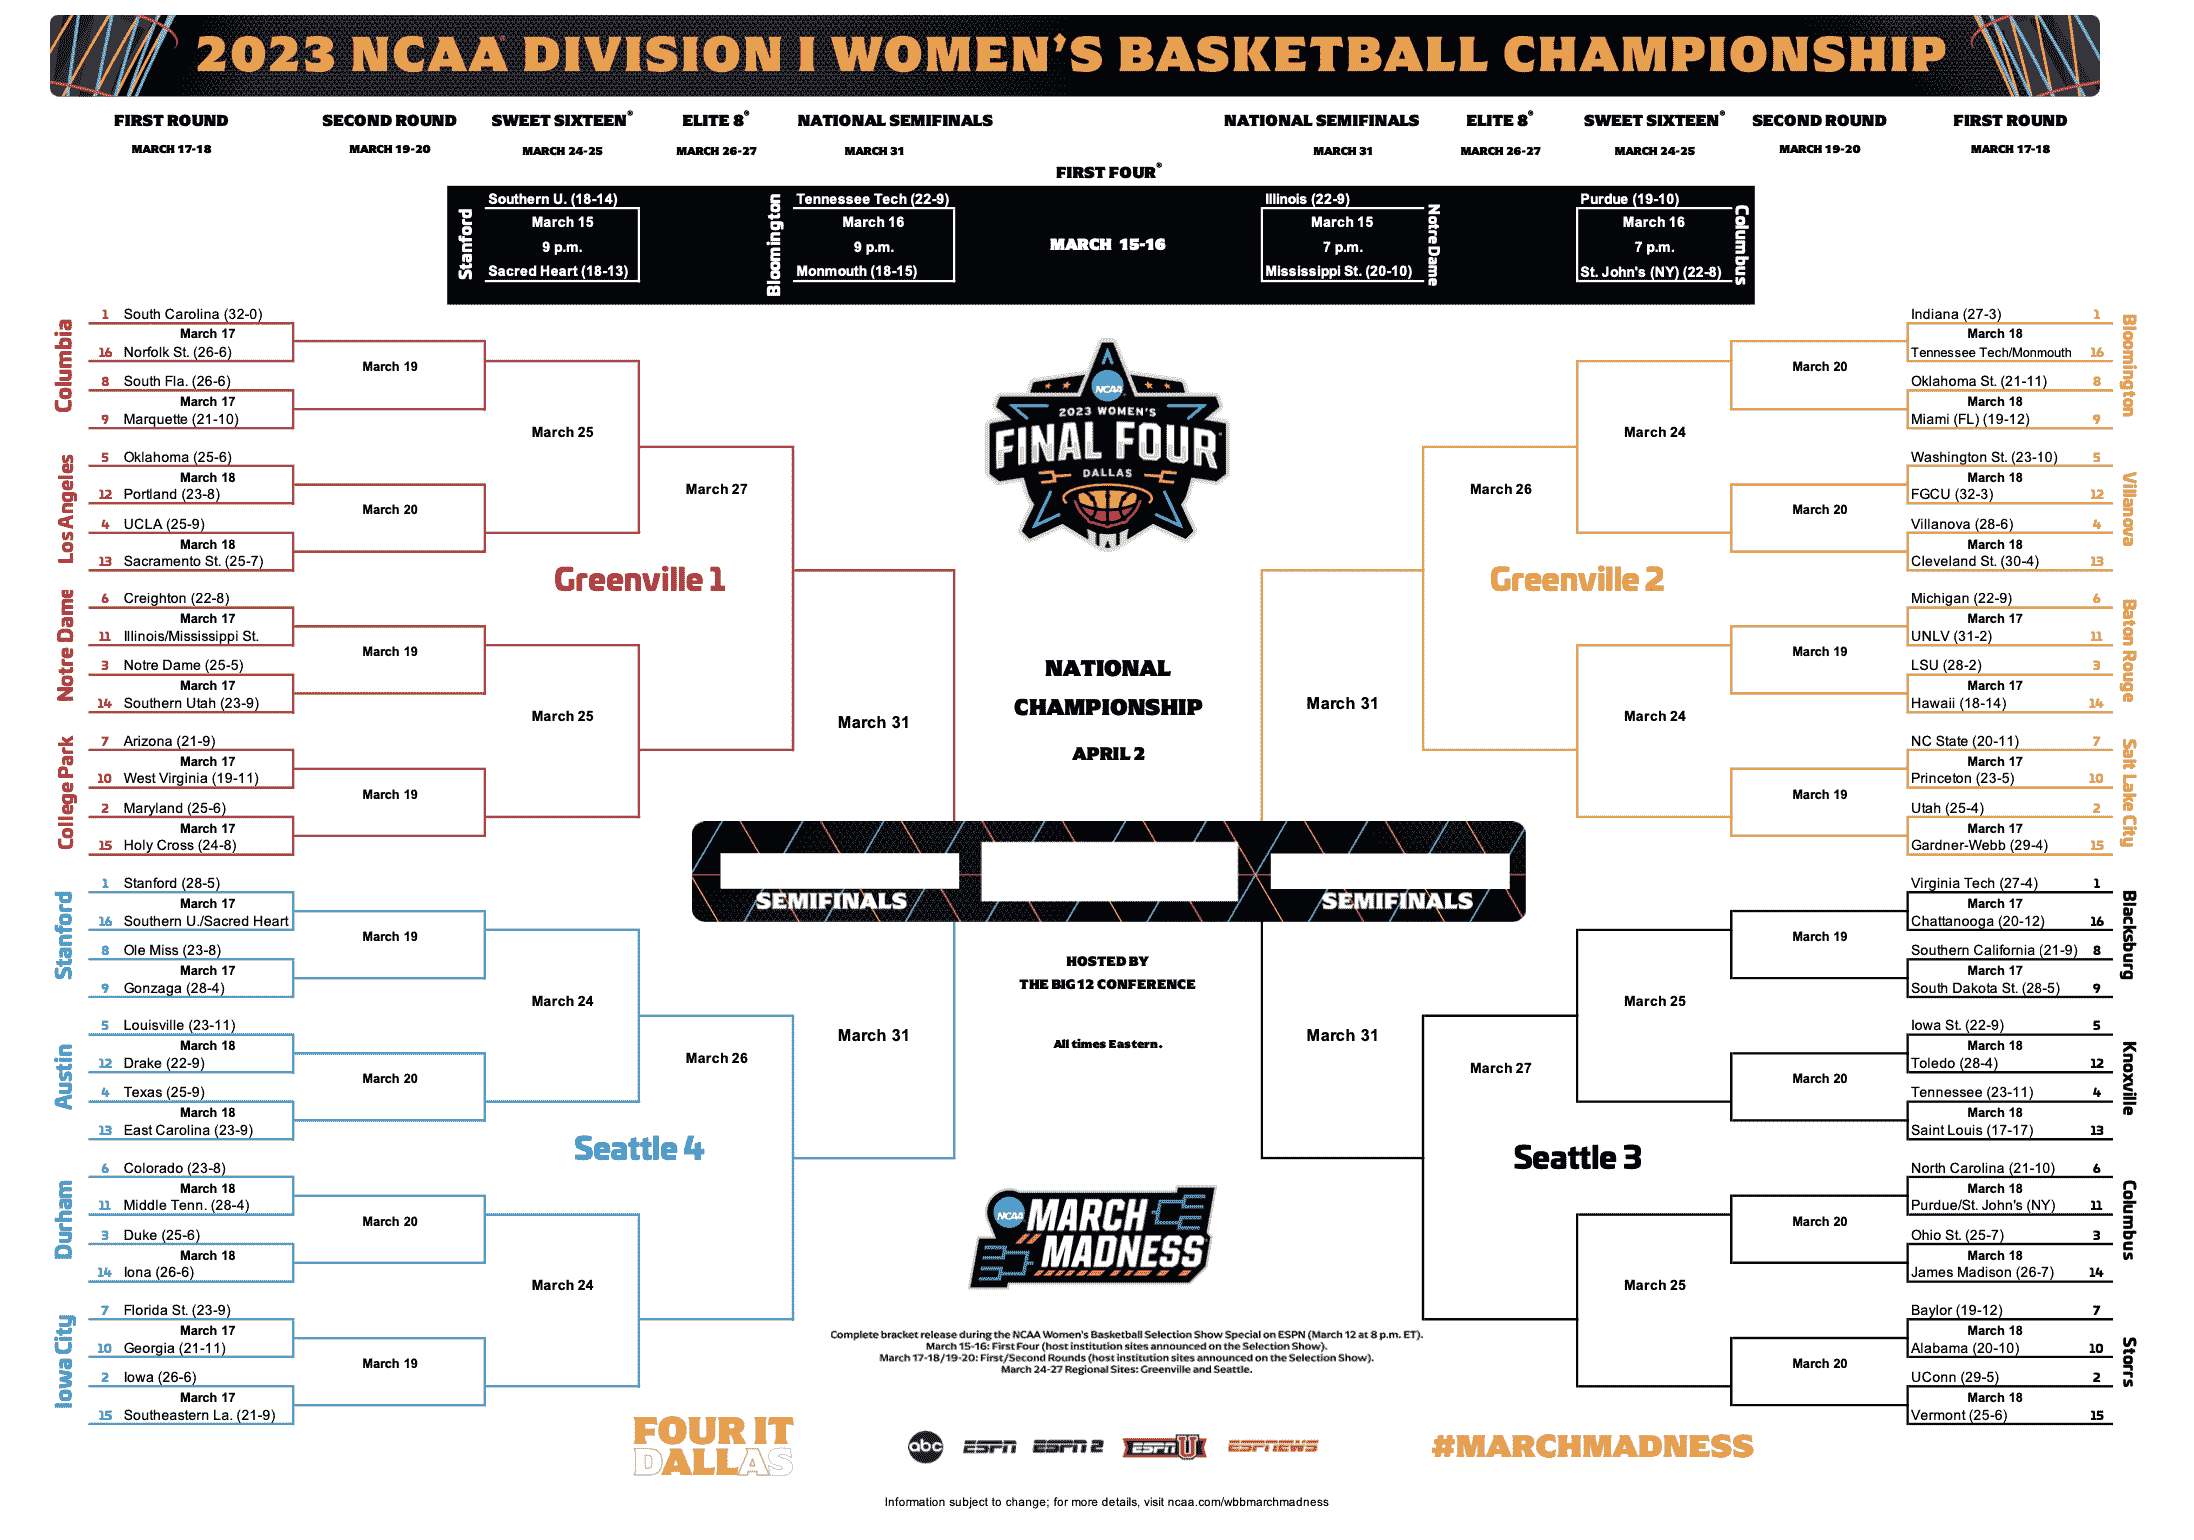 2023 NCAA DIVISION I WOMEN'S BASKETBALL CHAMPIONSHIP
FIRST ROUND
MARCH 17-18
SECOND ROUND
MARCH 19-20
SWEET SIXTEEN®
MARCH 24-25
ELITE 8®
MARCH 26-27
NATIONAL SEMIFINALS
MARCH 31
NATIONAL SEMIFINALS
MARCH 31
ELITE 8®
MARCH 26-27
SWEET SIXTEEN®
MARCH 24-25
SECOND ROUND
MARCH 19-20
FIRST ROUND
MARCH 17-18
FIRST FOUR®
MARCH 15-16
Stanford
Southern U. (18-14)
March 15
9 p.m.
Sacred Heart (18-13)
Bloomington
Tennessee Tech (22-9)
March 16
9 p.m.
Monmouth (18-15)
Illinois (22-9)
March 15
7 p.m.
Mississippi St. (20-10)
Notre Dame
Purdue (19-10)
March 16
7 p.m.
St. John's (NY) (22-8)
Columbus
Columbia
1 South Carolina (32-0)
March 17
16 Norfolk St. (26-6)
8 South Fla. (26-6)
March 17
9 Marquette (21-10)
March 19
Los Angeles
5 Oklahoma (25-6)
March 18
12 Portland (23-8)
4 UCLA (25-9)
March 18
13 Sacramento St. (25-7)
March 20
March 25
Notre Dame
6 Creighton (22-8)
March 17
11 Illinois/Mississippi St.
3 Notre Dame (25-5)
March 17
14 Southern Utah (23-9)
March 19
College Park
7 Arizona (21-9)
March 17
10 West Virginia (19-11)
2 Maryland (25-6)
March 17
15 Holy Cross (24-8)
March 19
March 25
March 27
Greenville 1
March 31
Stanford
1 Stanford (28-5)
March 17
16 Southern U./Sacred Heart
8 Ole Miss (23-8)
March 17
9 Gonzaga (28-4)
March 19
Austin
5 Louisville (23-11)
March 18
12 Drake (22-9)
4 Texas (25-9)
March 18
13 East Carolina (23-9)
March 20
March 24
Durham
6 Colorado (23-8)
March 18
11 Middle Tenn. (28-4)
3 Duke (25-6)
March 18
14 Iona (26-6)
March 20
Iowa City
7 Florida St. (23-9)
March 17
10 Georgia (21-11)
2 Iowa (26-6)
March 17
15 Southeastern La. (21-9)
March 19
March 24
March 26
Seattle 4
March 31
NCAA
2023 WOMEN'S
FINAL FOUR
DALLAS
NATIONAL
CHAMPIONSHIP
APRIL 2
SEMIFINALS
SEMIFINALS
HOSTED BY
THE BIG 12 CONFERENCE
All times Eastern.
NCAA
MARCH
MADNESS
Bloomington
Indiana (27-3) 1
March 18
Tennessee Tech/Monmouth 16
Oklahoma St. (21-11) 8
March 18
Miami (FL) (19-12) 9
March 20
Villanova
Washington St. (23-10) 5
March 18
FGCU (32-3) 12
Villanova (28-6) 4
March 18
Cleveland St. (30-4) 13
March 20
March 24
Baton Rouge
Michigan (22-9) 6
March 17
UNLV (31-2) 11
LSU (28-2) 3
March 17
Hawaii (18-14) 14
March 19
Salt Lake City
NC State (20-11) 7
March 17
Princeton (23-5) 10
Utah (25-4) 2
March 17
Gardner-Webb (29-4) 15
March 19
March 24
March 26
Greenville 2
March 31
Blacksburg
Virginia Tech (27-4) 1
March 17
Chattanooga (20-12) 16
Southern California (21-9) 8
March 17
South Dakota St. (28-5) 9
March 19
Knoxville
Iowa St. (22-9) 5
March 18
Toledo (28-4) 12
Tennessee (23-11) 4
March 18
Saint Louis (17-17) 13
March 20
March 25
Columbus
North Carolina (21-10) 6
March 18
Purdue/St. John's (NY) 11
Ohio St. (25-7) 3
March 18
James Madison (26-7) 14
March 20
Storrs
Baylor (19-12) 7
March 18
Alabama (20-10) 10
UConn (29-5) 2
March 18
Vermont (25-6) 15
March 20
March 25
March 27
Seattle 3
March 31
Complete bracket release during the NCAA Women's Basketball Selection Show Special on ESPN (March 12 at 8 p.m. ET).
March 15-16: First Four (host institution sites announced on the Selection Show).
March 17-18/19-20: First/Second Rounds (host institution sites announced on the Selection Show).
March 24-27 Regional Sites: Greenville and Seattle.
FOUR IT
DALLAS
abc ESPN ESPN2 ESPNU ESPNEWS
#MARCHMADNESS
Information subject to change; for more details, visit ncaa.com/wbbmarchmadness